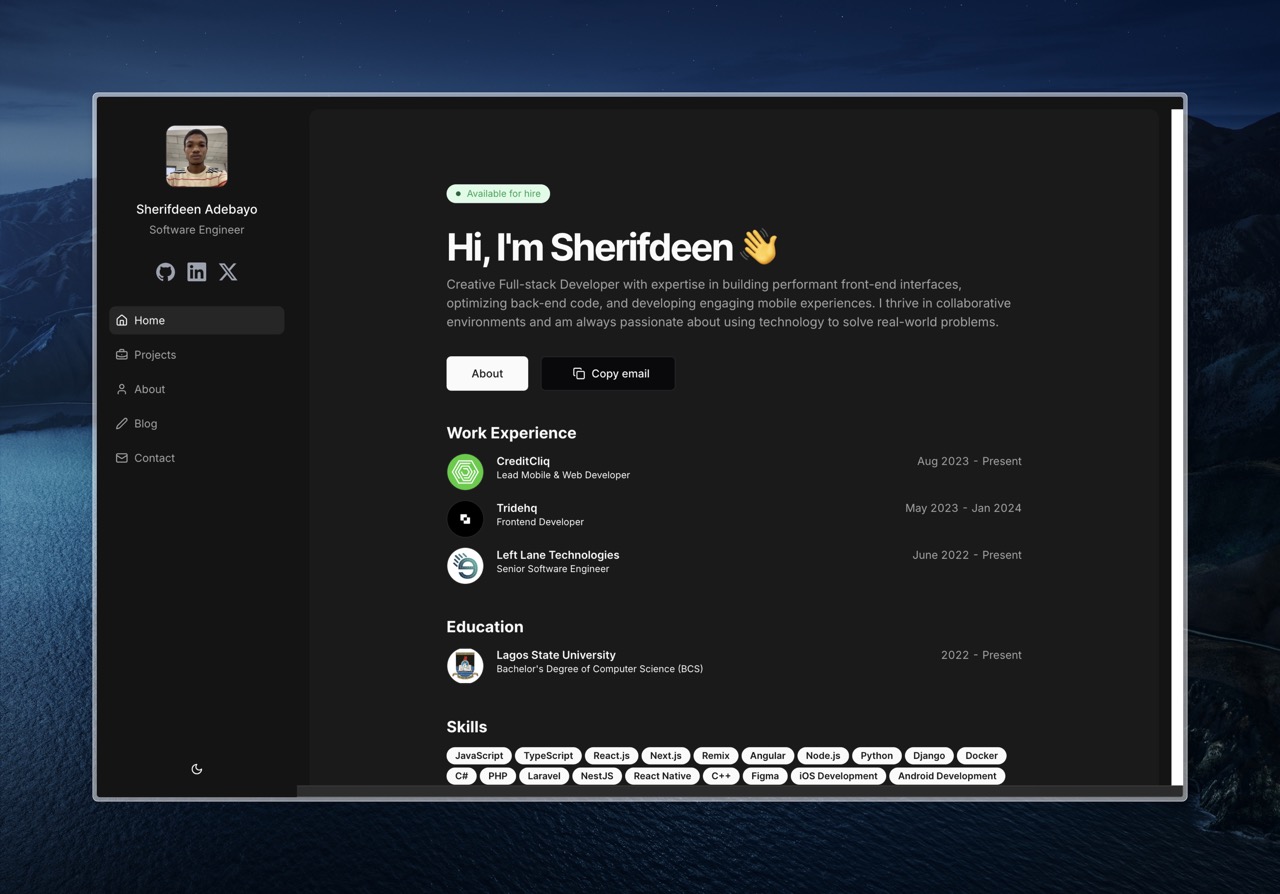 Sherifdeen Adebayo
Software Engineer
Home
Projects
About
Blog
Contact
Available for hire
Hi, I'm Sherifdeen 👋
Creative Full-stack Developer with expertise in building performant front-end interfaces,
optimizing back-end code, and developing engaging mobile experiences. I thrive in collaborative
environments and am always passionate about using technology to solve real-world problems.
About
Copy email
Work Experience
CreditCliq
Aug 2023 - Present
Lead Mobile & Web Developer
Tridehq
May 2023 - Jan 2024
Frontend Developer
Left Lane Technologies
June 2022 - Present
Senior Software Engineer
Education
Lagos State University
2022 - Present
Bachelor's Degree of Computer Science (BCS)
Skills
JavaScript TypeScript React.js Next.js Remix Angular Node.js Python Django Docker
C# PHP Laravel NestJS React Native C++ Figma iOS Development Android Development